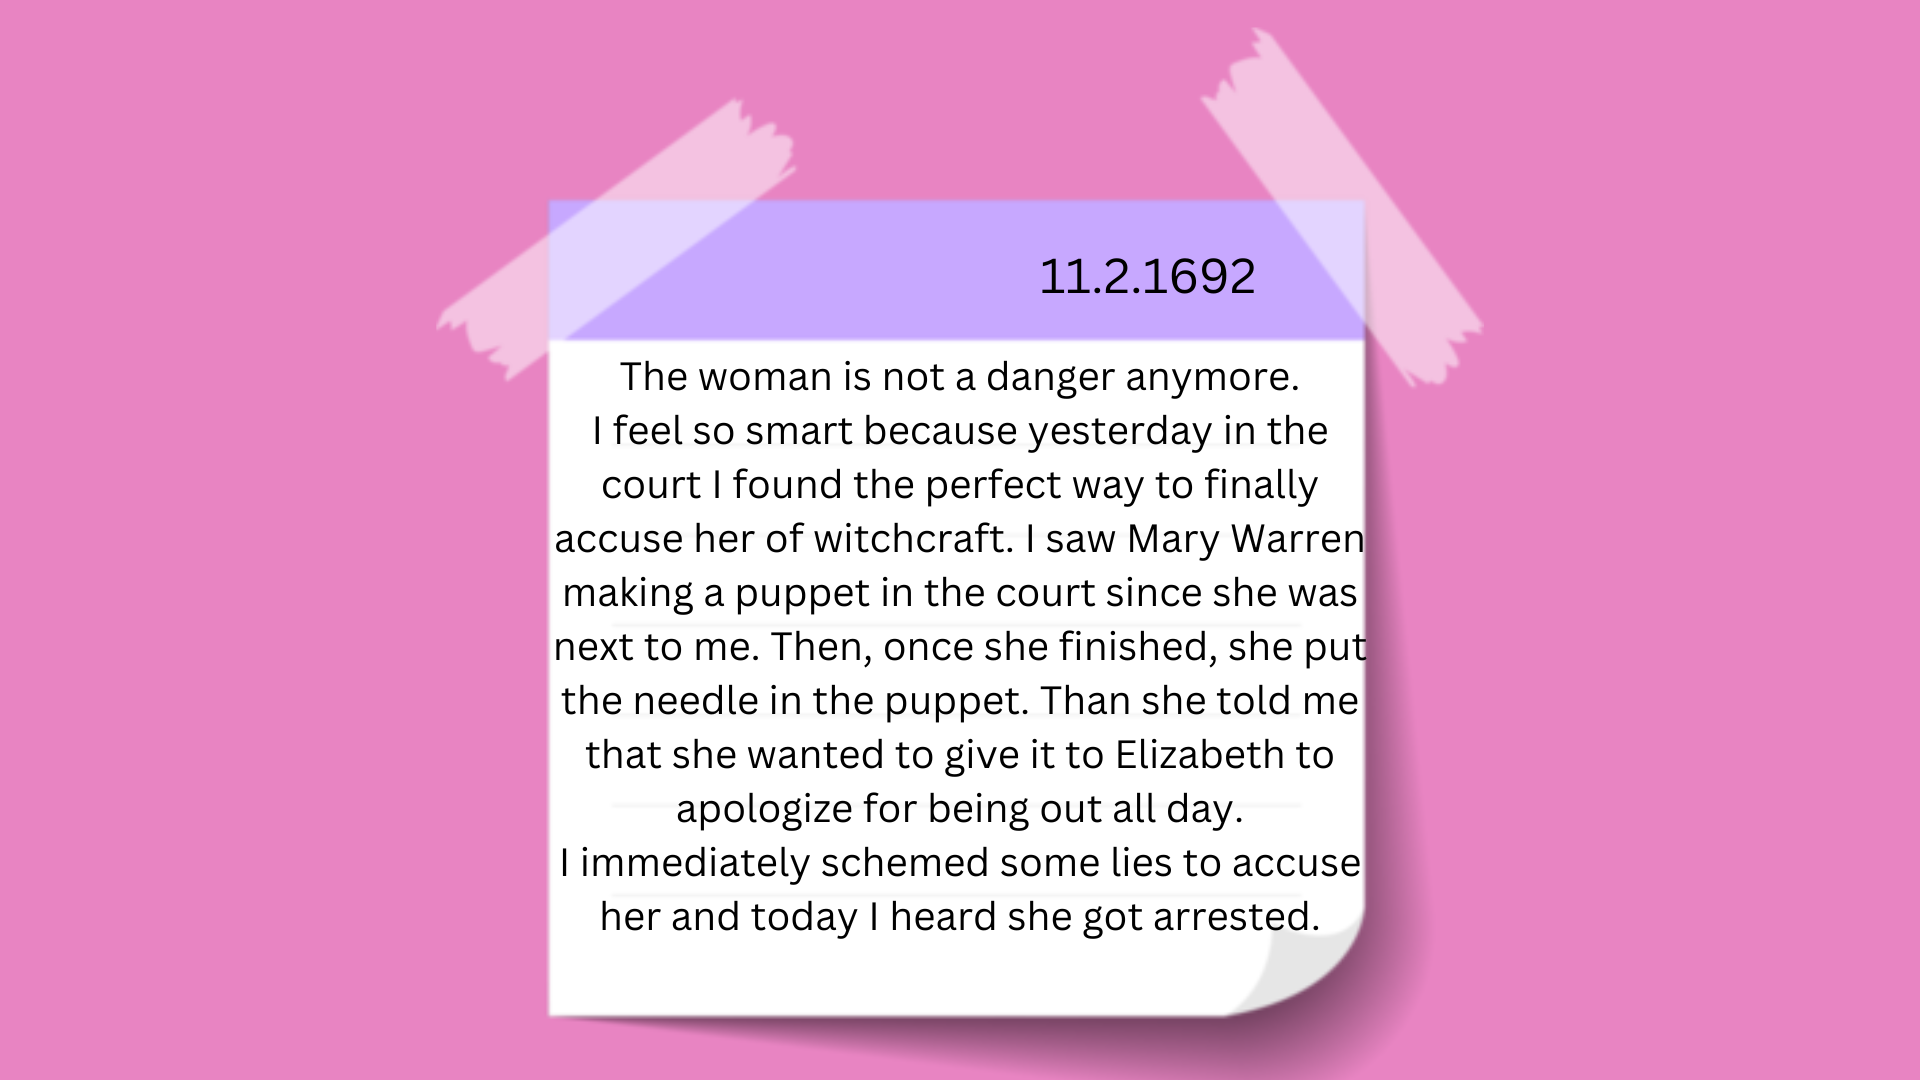 11.2.1692
The woman is not a danger anymore.
I feel so smart because yesterday in the
court I found the perfect way to finally
accuse her of witchcraft. I saw Mary Warren
making a puppet in the court since she was
next to me. Then, once she finished, she put
the needle in the puppet. Than she told me
that she wanted to give it to Elizabeth to
apologize for being out all day.
I immediately schemed some lies to accuse
her and today I heard she got arrested.